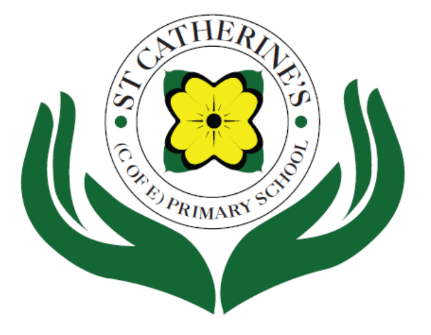 ST CATHERINE'S
(C OF E) PRIMARY SCHOOL